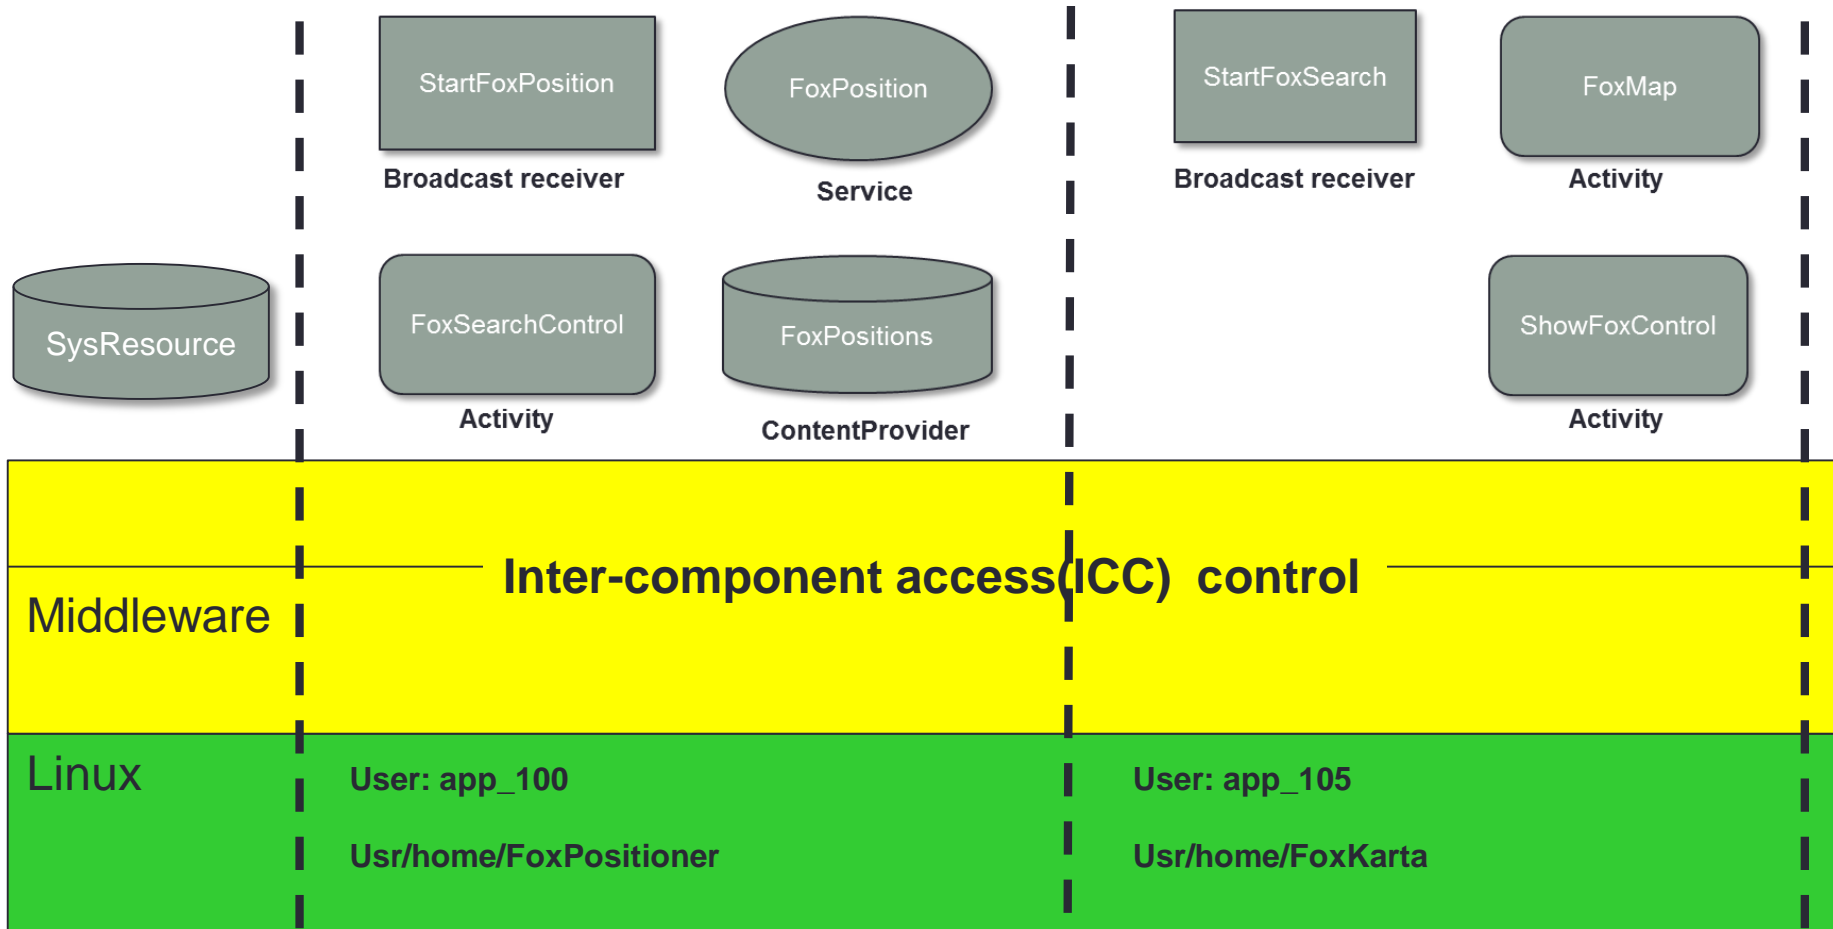 StartFoxPosition
Broadcast receiver
FoxPosition
Service
StartFoxSearch
Broadcast receiver
FoxMap
Activity
SysResource
FoxSearchControl
Activity
FoxPositions
ContentProvider
ShowFoxControl
Activity
Inter-component access(ICC) control
Middleware
Linux
User: app_100
Usr/home/FoxPositioner
User: app_105
Usr/home/FoxKarta